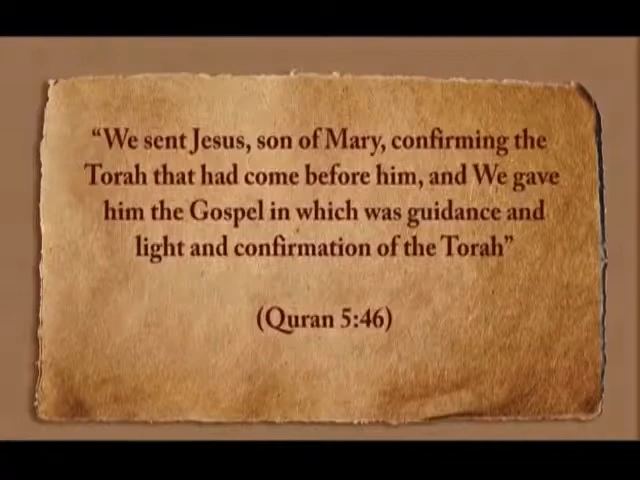 “We sent Jesus, son of Mary, confirming the
Torah that had come before him, and We gave
him the Gospel in which was guidance and
light and confirmation of the Torah”
(Quran 5:46)